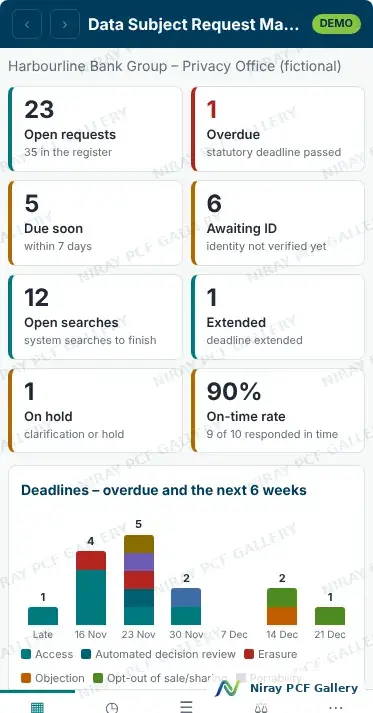 Data Subject Request Ma...
DEMO
Harbourline Bank Group – Privacy Office (fictional)
23
Open requests
35 in the register
1
Overdue
statutory deadline passed
5
Due soon
within 7 days
6
Awaiting ID
identity not verified yet
12
Open searches
system searches to finish
1
Extended
deadline extended
1
On hold
clarification or hold
90%
On-time rate
9 of 10 responded in time
Deadlines – overdue and the next 6 weeks
1 4 5 2 2 1
Late 16 Nov 23 Nov 30 Nov 7 Dec 14 Dec 21 Dec
Access Automated decision review Erasure
Objection Opt-out of sale/sharing Portability
Niray PCF Gallery
NIRAY PCF GALLERY